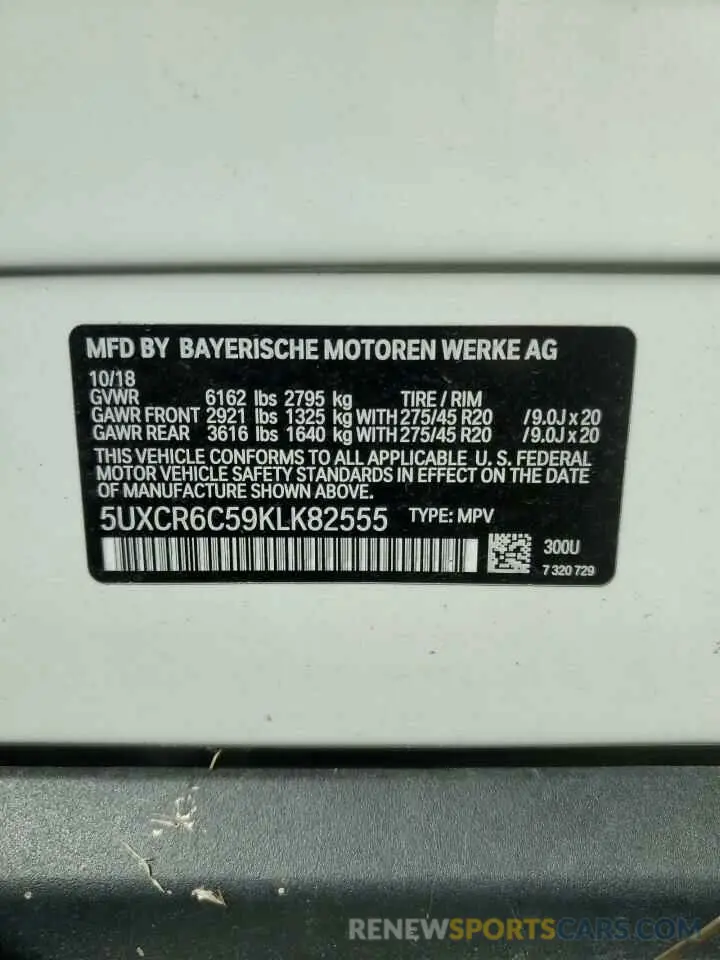 MFD BY BAYERISCHE MOTOREN WERKE AG
10/18
GVWR 6162 lbs 2795 kg TIRE / RIM
GAWR FRONT 2921 lbs 1325 kg WITH 275/45 R20 / 9.0J x 20
GAWR REAR 3616 lbs 1640 kg WITH 275/45 R20 / 9.0J x 20
THIS VEHICLE CONFORMS TO ALL APPLICABLE U. S. FEDERAL
MOTOR VEHICLE SAFETY STANDARDS IN EFFECT ON THE DATE
OF MANUFACTURE SHOWN ABOVE.
5UXCR6C59KLK82555 TYPE: MPV
300U
7 320 729
RENEWSPORTSCARS.COM